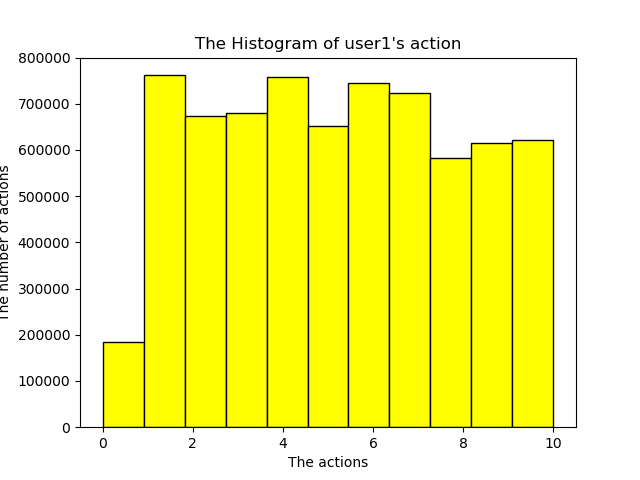 The Histogram of user1's action
800000
700000
600000
500000
400000
300000
200000
100000
0
The number of actions
0 2 4 6 8 10
The actions